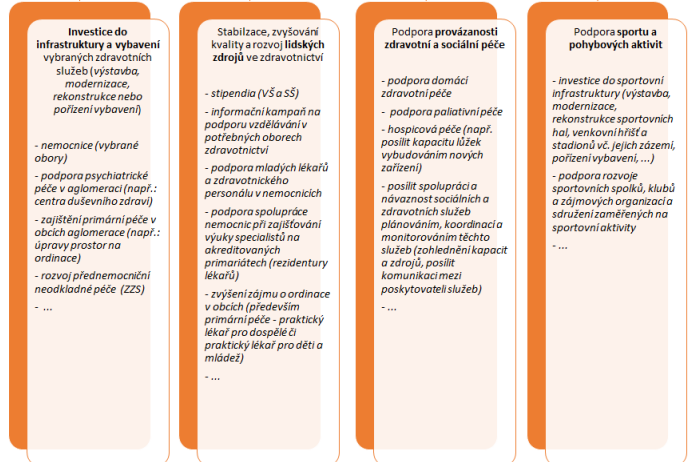 Investice do
infrastruktury a vybavení
vybraných zdravotních
služeb (výstavba,
modernizace,
rekonstrukce nebo
pořízení vybavení)
- nemocnice (vybrané
obory)
- podpora psychiatrické
péče v aglomeraci (např.:
centra duševního zdraví)
- zajištění primární péče v
obcích aglomerace (např.:
úpravy prostor na
ordinace)
- rozvoj přednemocniční
neodkladné péče (ZZS)
- ...
Stabilzace, zvyšování
kvality a rozvoj lidských
zdrojů ve zdravotnictví
- stipendia (VŠ a SŠ)
- informační kampaň na
podporu vzdělávání v
potřebných oborech
zdravotnictví
- podpora mladých lékařů
a zdravotnického
personálu v nemocnicích
- podpora spolupráce
nemocnic při zajišťování
výuky specialistů na
akreditovaných
primariátech (rezidentury
lékařů)
- zvýšení zájmu o ordinace
v obcích (především
primární péče - praktický
lékař pro dospělé či
praktický lékař pro děti a
mládež)
- ...
Podpora provázanosti
zdravotní a sociální péče
- podpora domácí
zdravotní péče
- podpora paliativní péče
- hospicová péče (např.
posílit kapacitu lůžek
vybudováním nových
zařízení)
- posílit spolupráci a
návaznost sociálních a
zdravotních služeb
plánováním, koordinací a
monitorováním těchto
služeb (zohlednění kapacit
a zdrojů, posílit
komunikaci mezi
poskytovateli služeb)
- ...
Podpora sportu a
pohybových aktivit
- investice do sportovní
infrastruktury (výstavba,
modernizace,
rekonstrukce sportovních
hal, venkovní hřišť a
stadionů vč. jejich zázemí,
pořízení vybavení, ...)
- podpora rozvoje
sportovních spolků, klubů
a zájmových organizací a
sdružení zaměřených na
sportovní aktivity
- ...